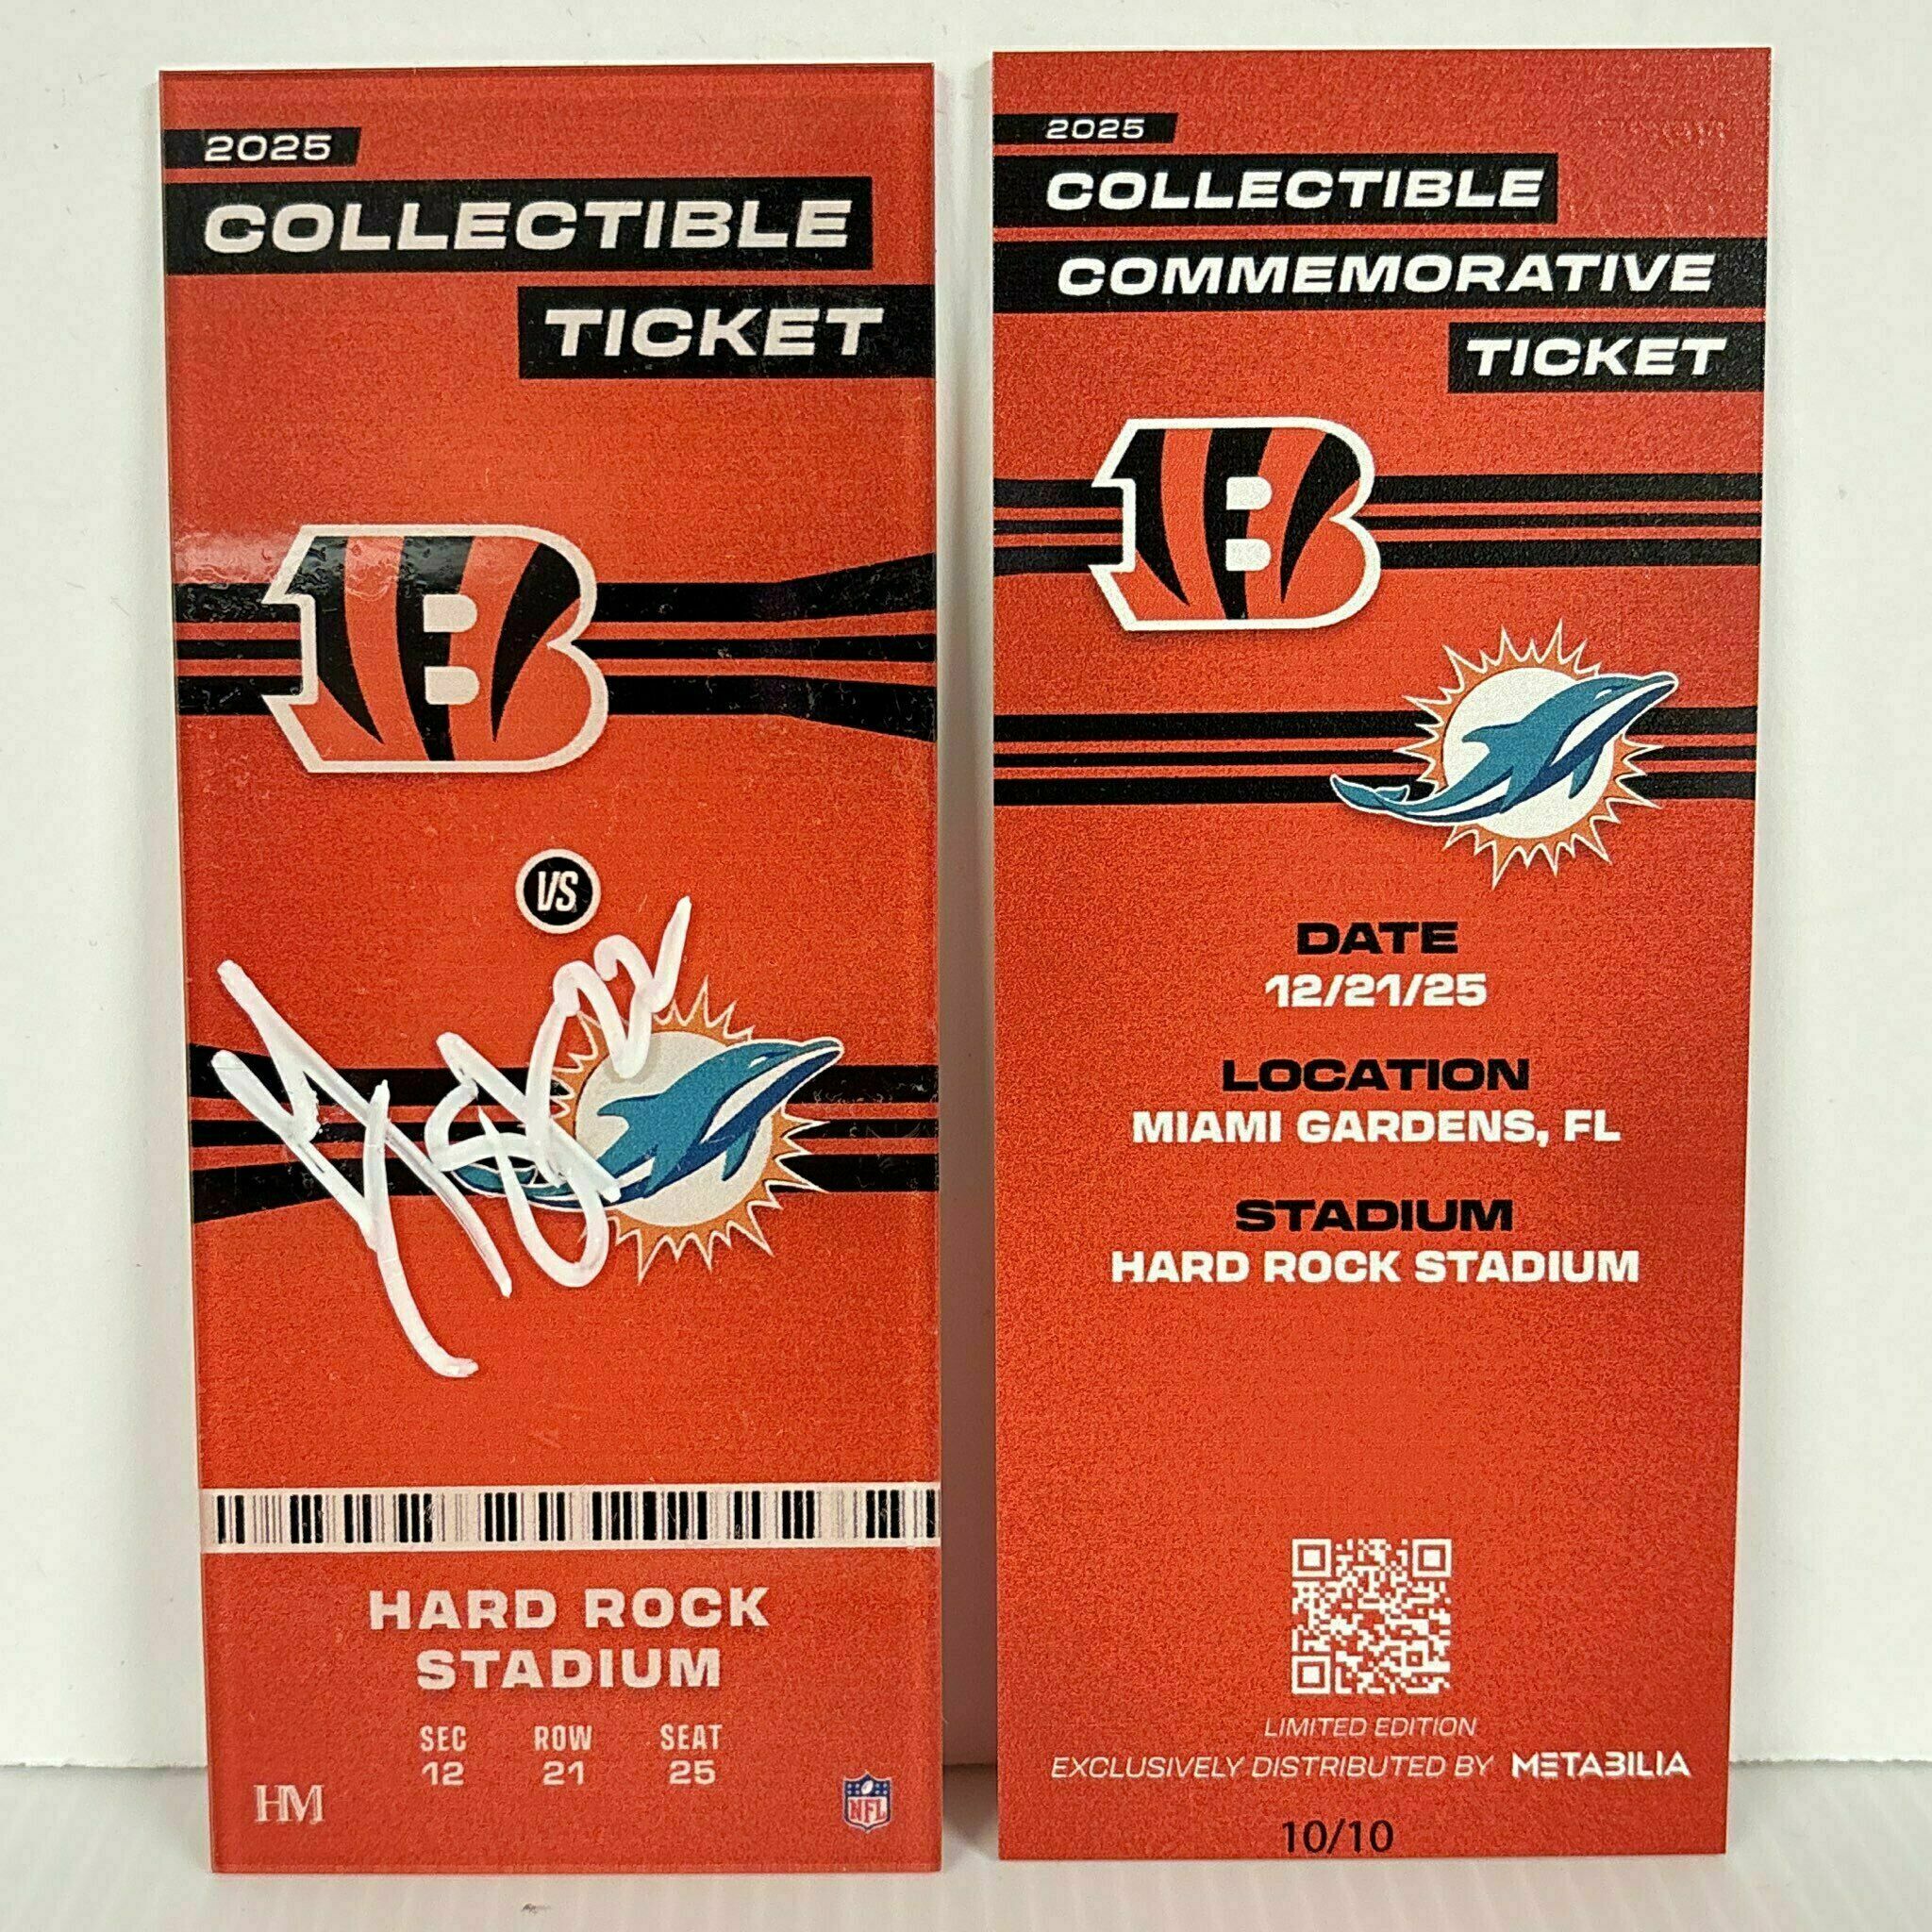 2025
COLLECTIBLE
TICKET
B
VS
22
HARD ROCK
STADIUM
SEC ROW SEAT
12 21 25
HM
NFL
2025
COLLECTIBLE
COMMEMORATIVE
TICKET
B
DATE
12/21/25
LOCATION
MIAMI GARDENS, FL
STADIUM
HARD ROCK STADIUM
LIMITED EDITION
EXCLUSIVELY DISTRIBUTED BY METABILIA
10/10